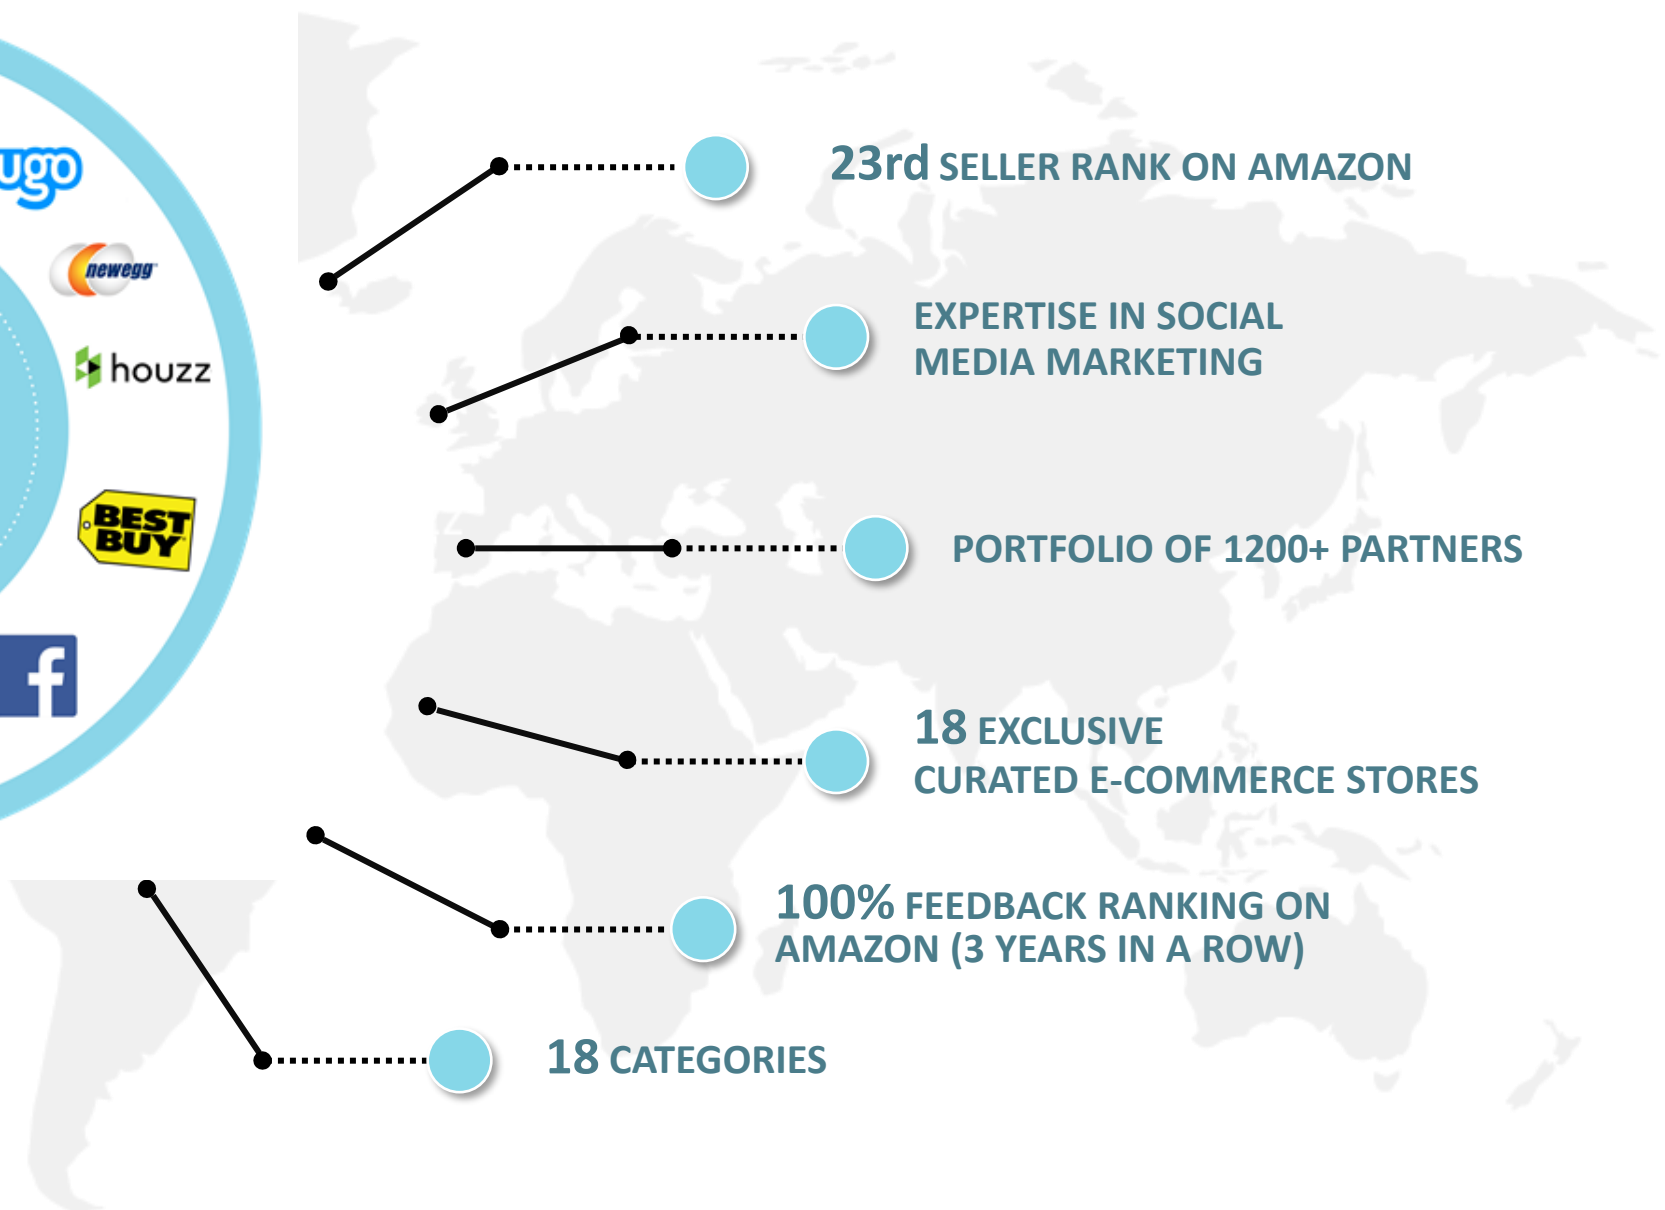 23rd SELLER RANK ON AMAZON
ugo
newegg
EXPERTISE IN SOCIAL
MEDIA MARKETING
houzz
BEST
BUY
PORTFOLIO OF 1200+ PARTNERS
f
18 EXCLUSIVE
CURATED E-COMMERCE STORES
100% FEEDBACK RANKING ON
AMAZON (3 YEARS IN A ROW)
18 CATEGORIES